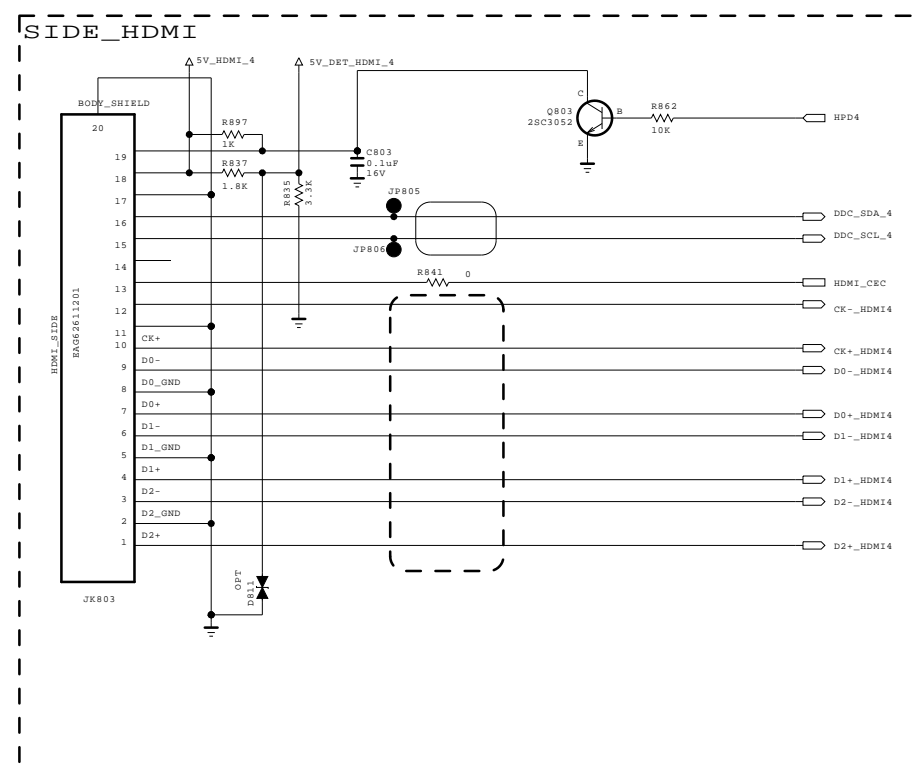 SIDE_HDMI
5V_HDMI_4
5V_DET_HDMI_4
BODY_SHIELD
20
R897
1K
C
Q803
2SC3052
B
E
R862
10K
HPD4
19
C803
0.1uF
16V
R837
1.8K
18
R835
3.3K
17
JP805
16
DDC_SDA_4
15
JP806
DDC_SCL_4
14
R841
0
13
HDMI_CEC
12
CK-_HDMI4
11
CK+
10
CK+_HDMI4
D0-
9
D0-_HDMI4
D0_GND
8
D0+
7
D0+_HDMI4
D1-
6
D1-_HDMI4
D1_GND
5
D1+
4
D1+_HDMI4
D2-
3
D2-_HDMI4
D2_GND
2
D2+
1
D2+_HDMI4
HDMI_SIDE
EAG62611201
OPT
D811
JK803